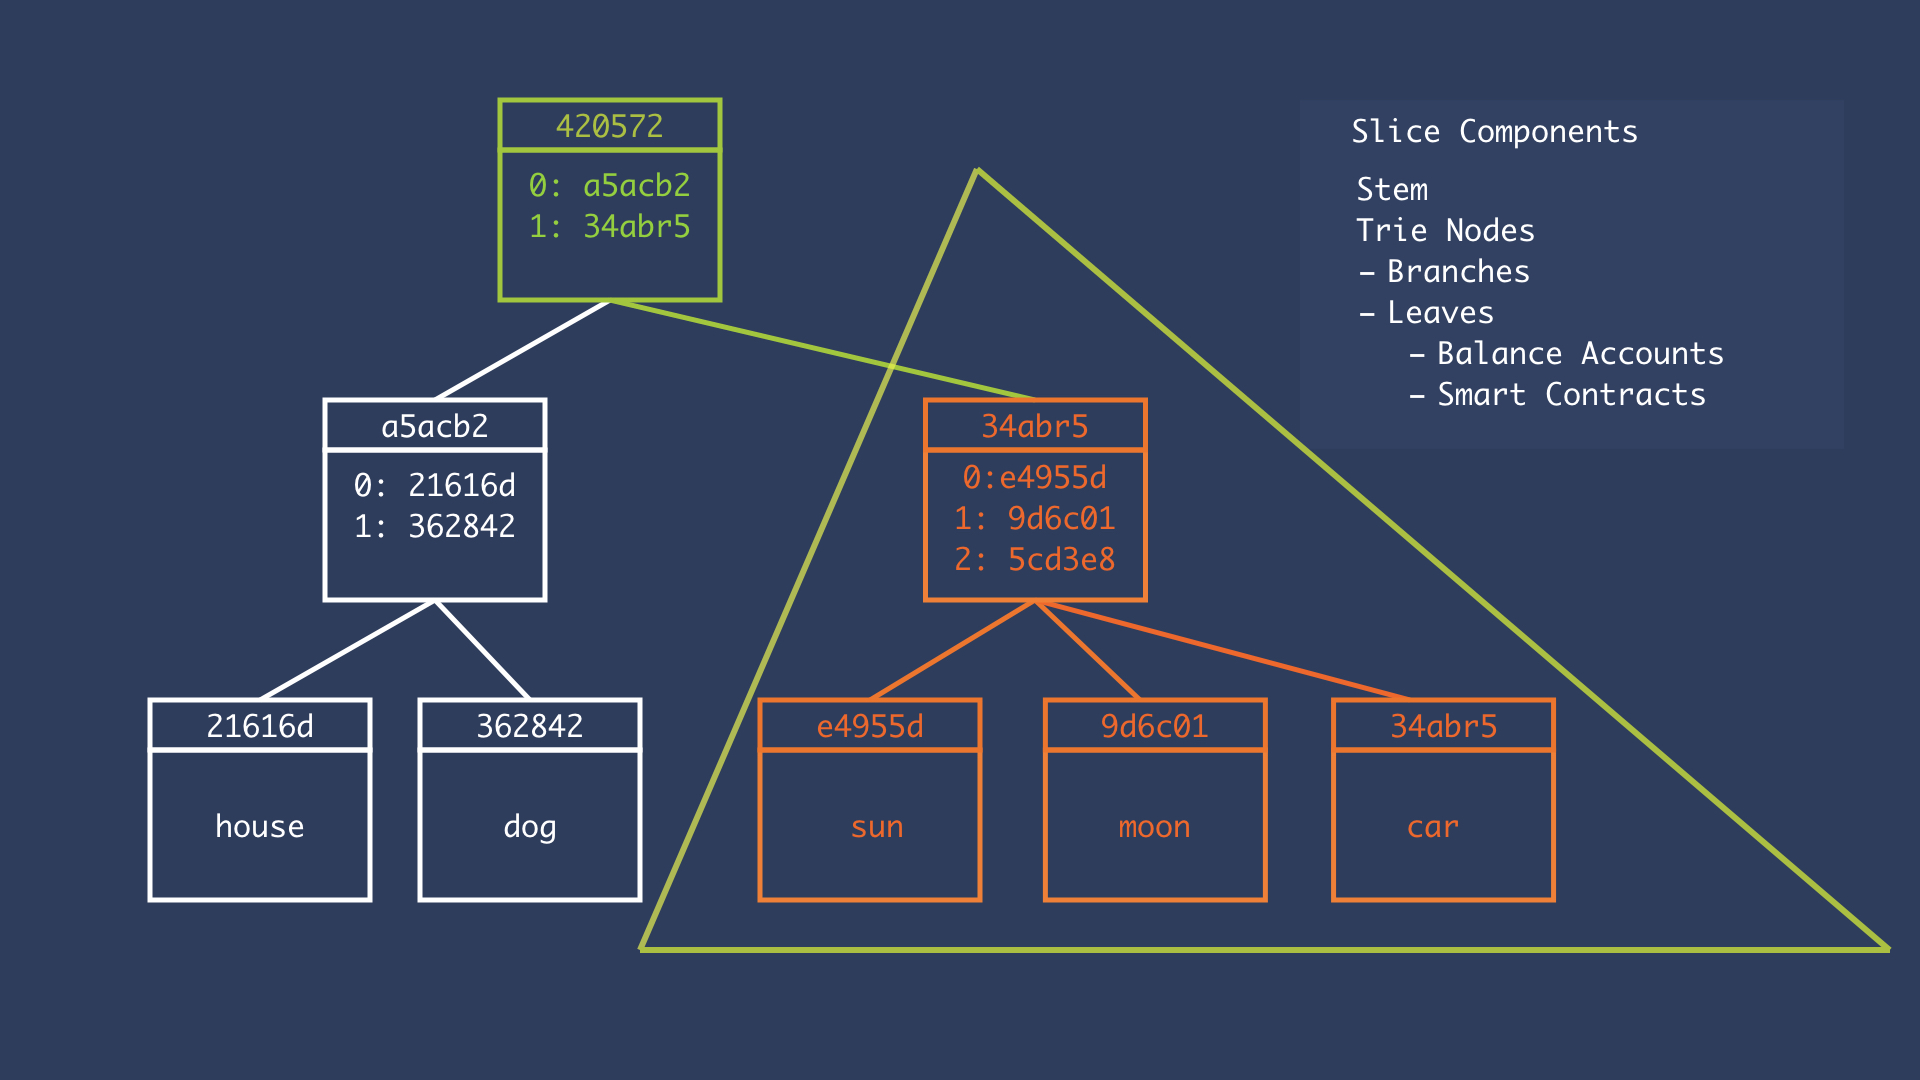 420572
0: a5acb2
1: 34abr5
Slice Components
Stem
Trie Nodes
– Branches
– Leaves
– Balance Accounts
– Smart Contracts
a5acb2
0: 21616d
1: 362842
34abr5
0:e4955d
1: 9d6c01
2: 5cd3e8
21616d
house
362842
dog
e4955d
sun
9d6c01
moon
34abr5
car